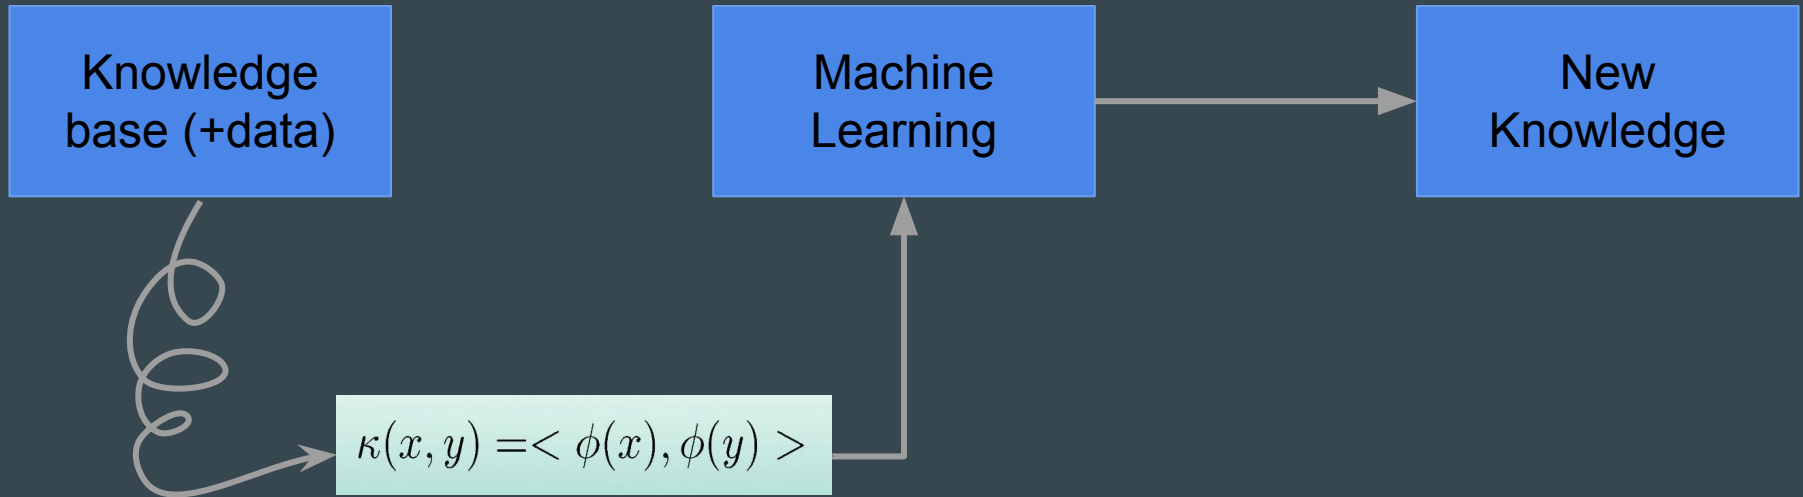 Knowledge
base (+data)
Machine
Learning
New
Knowledge
κ(x, y) =< ϕ(x), ϕ(y) >